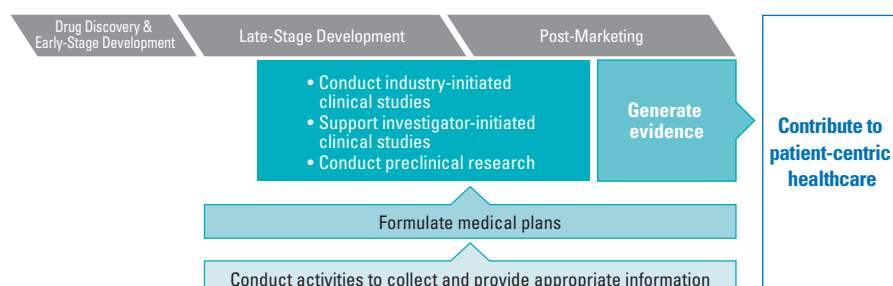 Drug Discovery &
Early-Stage Development
Late-Stage Development
Post-Marketing
• Conduct industry-initiated
clinical studies
• Support investigator-initiated
clinical studies
• Conduct preclinical research
Generate
evidence
Contribute to
patient-centric
healthcare
Formulate medical plans
Conduct activities to collect and provide appropriate information